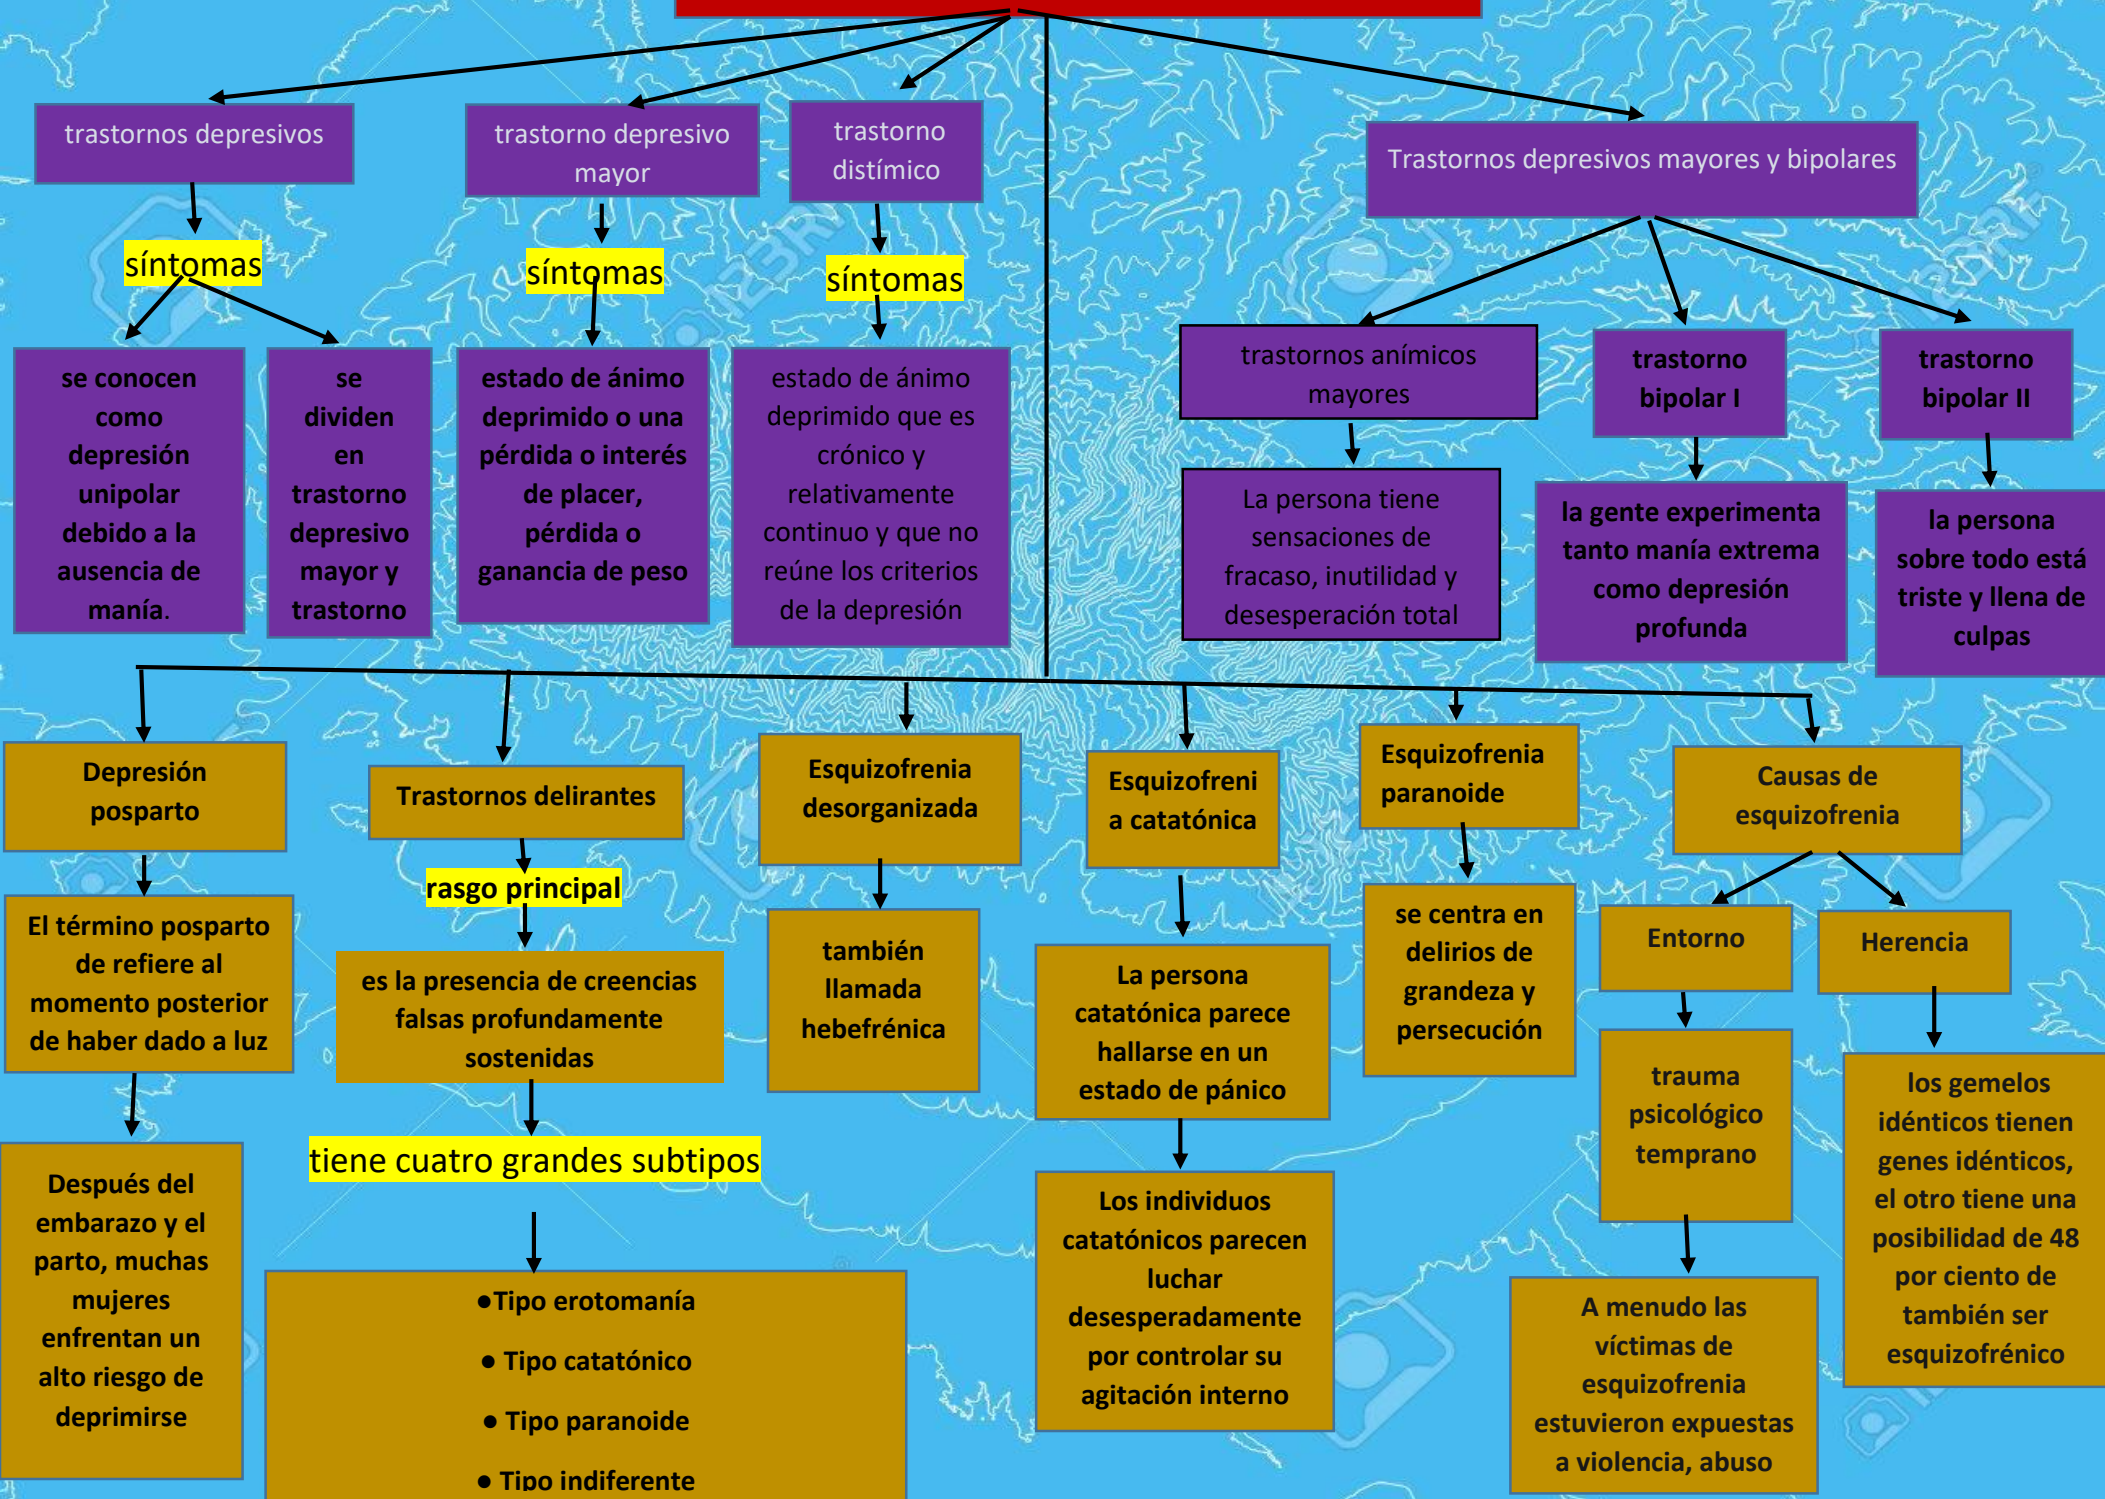 trastornos depresivos
síntomas
se conocen
como
depresión
unipolar
debido a la
ausencia de
manía.
se
dividen
en
trastorno
depresivo
mayor y
trastorno
trastorno depresivo
mayor
síntomas
estado de ánimo
deprimido o una
pérdida o interés
de placer,
pérdida o
ganancia de peso
trastorno
distímico
síntomas
estado de ánimo
deprimido que es
crónico y
relativamente
continuo y que no
reúne los criterios
de la depresión
Trastornos depresivos mayores y bipolares
trastornos anímicos
mayores
La persona tiene
sensaciones de
fracaso, inutilidad y
desesperación total
trastorno
bipolar I
la gente experimenta
tanto manía extrema
como depresión
profunda
trastorno
bipolar II
la persona
sobre todo está
triste y llena de
culpas
Depresión
posparto
El término posparto
de refiere al
momento posterior
de haber dado a luz
Después del
embarazo y el
parto, muchas
mujeres
enfrentan un
alto riesgo de
deprimirse
Trastornos delirantes
rasgo principal
es la presencia de creencias
falsas profundamente
sostenidas
tiene cuatro grandes subtipos
●Tipo erotomanía
● Tipo catatónico
● Tipo paranoide
● Tipo indiferente
Esquizofrenia
desorganizada
también
llamada
hebefrénica
Esquizofreni
a catatónica
La persona
catatónica parece
hallarse en un
estado de pánico
Los individuos
catatónicos parecen
luchar
desesperadamente
por controlar su
agitación interno
Esquizofrenia
paranoide
se centra en
delirios de
grandeza y
persecución
Causas de
esquizofrenia
Entorno
trauma
psicológico
temprano
A menudo las
víctimas de
esquizofrenia
estuvieron expuestas
a violencia, abuso
Herencia
los gemelos
idénticos tienen
genes idénticos,
el otro tiene una
posibilidad de 48
por ciento de
también ser
esquizofrénico
123RF
123RF